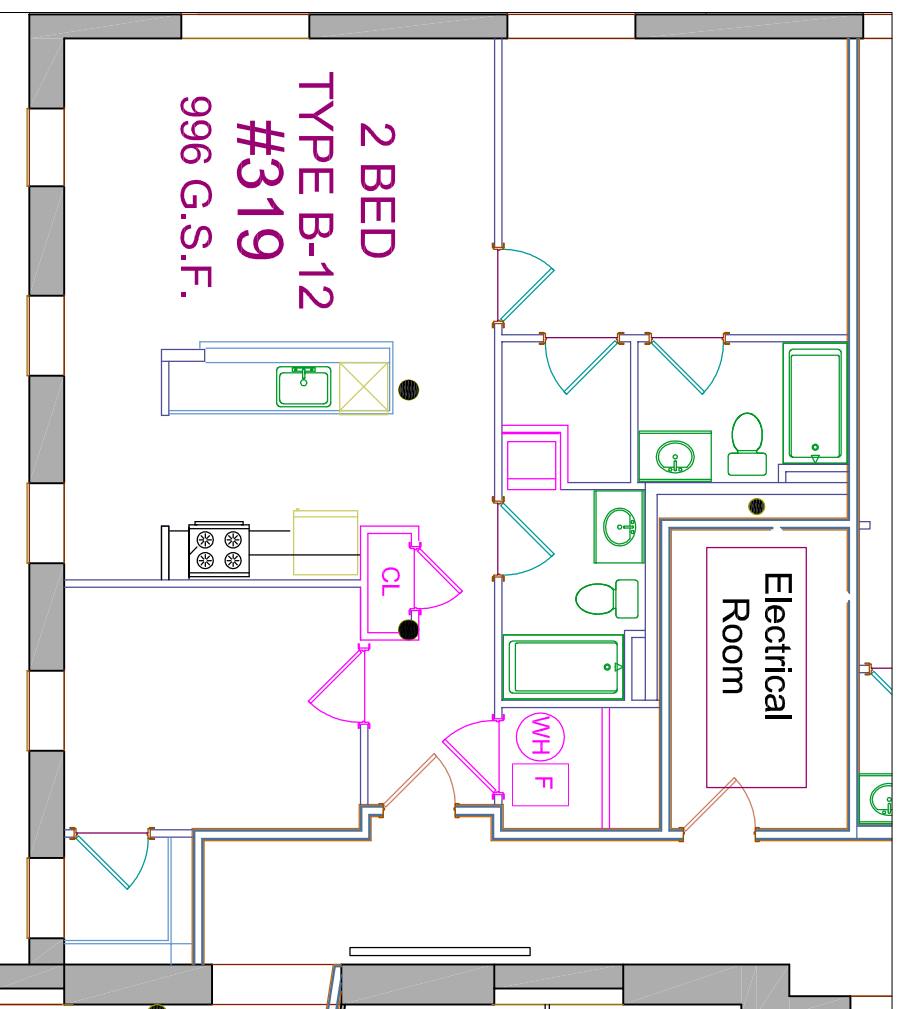 2 BED
TYPE B-12
#319
996 G.S.F.
CL
Electrical
Room
WH
F